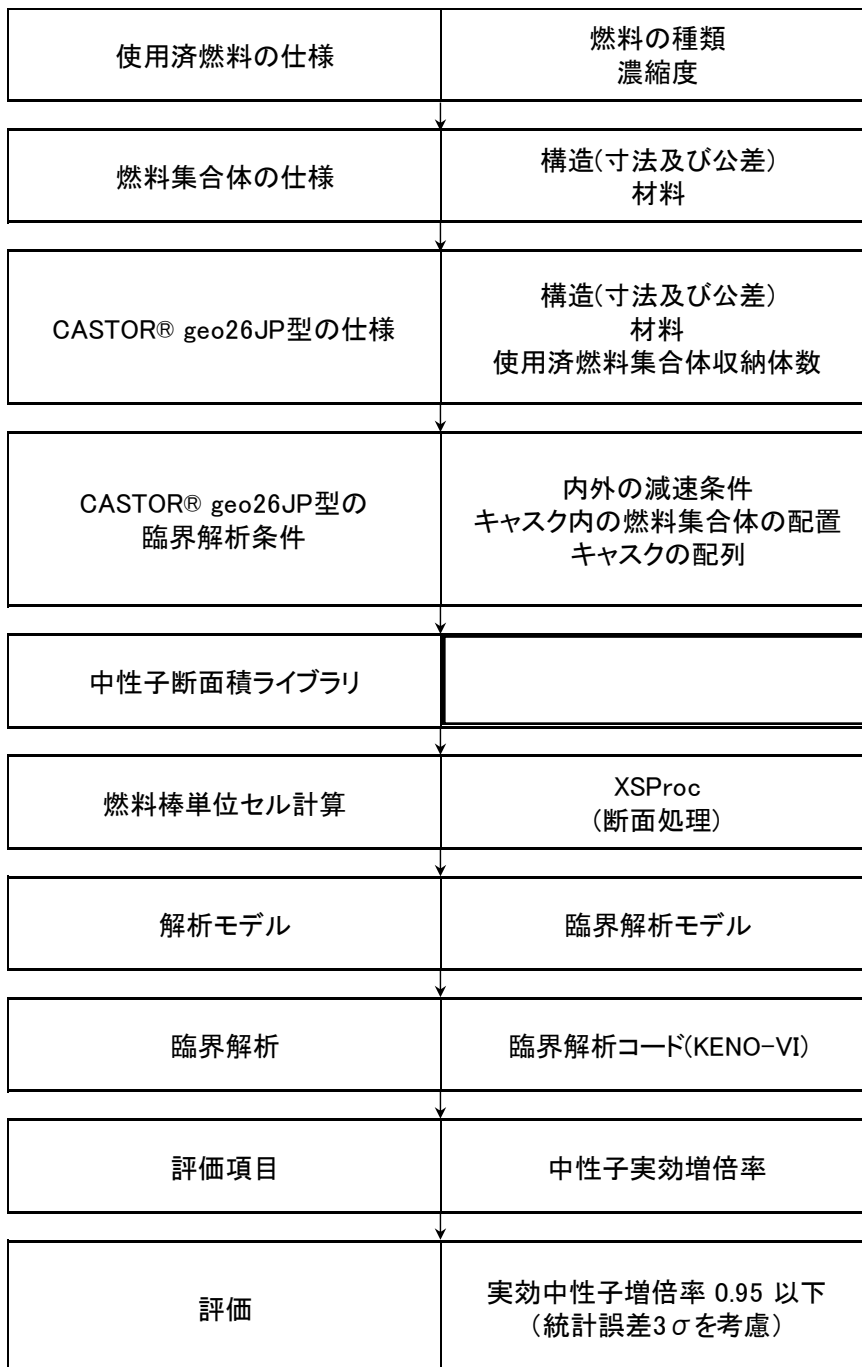 使用済燃料の仕様
燃料の種類
濃縮度
燃料集合体の仕様
構造(寸法及び公差)
材料
CASTOR® geo26JP型の仕様
構造(寸法及び公差)
材料
使用済燃料集合体収納体数
CASTOR® geo26JP型の
臨界解析条件
内外の減速条件
キャスク内の燃料集合体の配置
キャスクの配列
中性子断面積ライブラリ
燃料棒単位セル計算
XSProc
(断面処理)
解析モデル
臨界解析モデル
臨界解析
臨界解析コード(KENO-VI)
評価項目
中性子実効増倍率
評価
実効中性子増倍率 0.95 以下
(統計誤差3σを考慮)